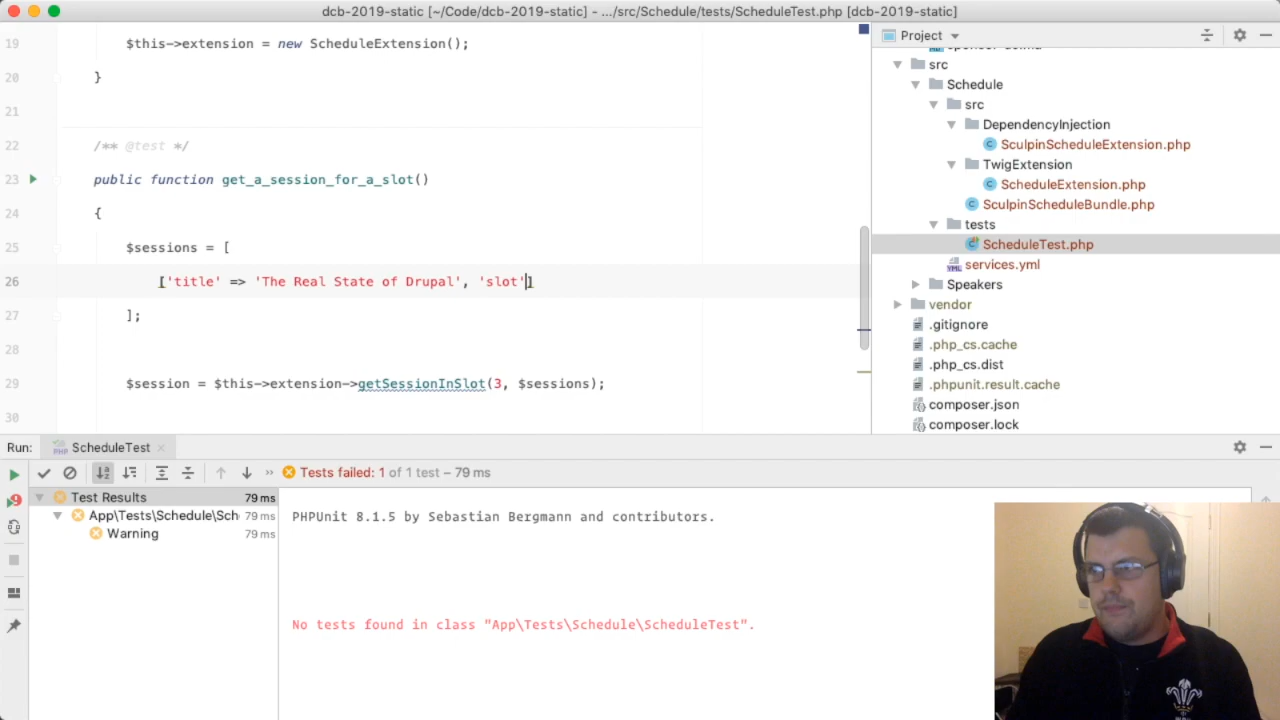 dcb-2019-static [~/Code/dcb-2019-static] – .../src/Schedule/tests/ScheduleTest.php [dcb-2019-static]
19 $this->extension = new ScheduleExtension();
20 }
21
22 /** @test */
23 public function get_a_session_for_a_slot()
24 {
25 $sessions = [
26 ['title' => 'The Real State of Drupal', 'slot']
27 ];
28
29 $session = $this->extension->getSessionInSlot(3, $sessions);
30
Project
src
Schedule
src
DependencyInjection
SculpinScheduleExtension.php
TwigExtension
ScheduleExtension.php
SculpinScheduleBundle.php
tests
ScheduleTest.php
services.yml
Speakers
vendor
.gitignore
.php_cs.cache
.php_cs.dist
.phpunit.result.cache
composer.json
composer.lock
Run: ScheduleTest
Tests failed: 1 of 1 test – 79 ms
Test Results 79 ms
App\Tests\Schedule\Sch 79 ms
Warning 79 ms
PHPUnit 8.1.5 by Sebastian Bergmann and contributors.
No tests found in class "App\Tests\Schedule\ScheduleTest".